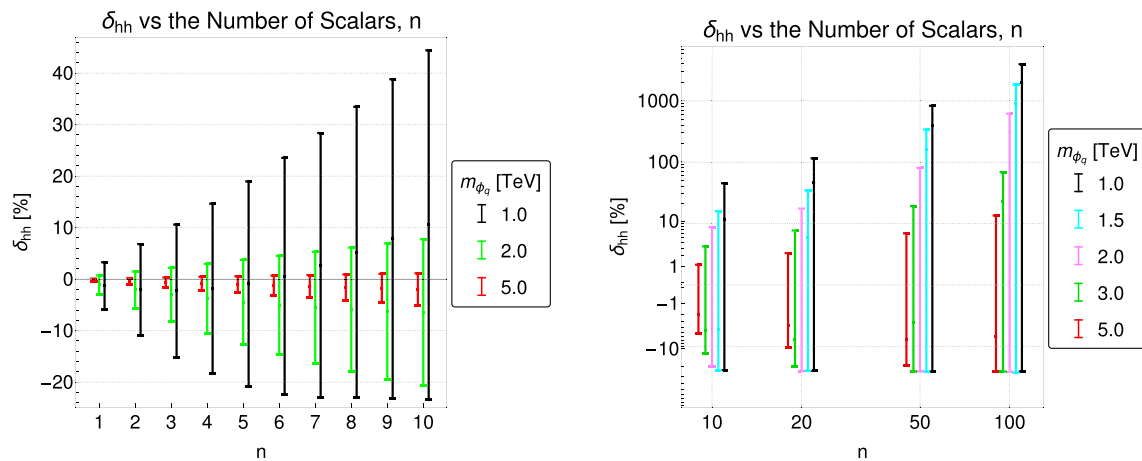 δhh vs the Number of Scalars, n
δhh [%]
40
30
20
10
0
−10
−20
1 2 3 4 5 6 7 8 9 10
n
mϕq [TeV]
1.0
2.0
5.0
δhh vs the Number of Scalars, n
δhh [%]
1000
100
10
1
−1
−10
10 20 50 100
n
mϕq [TeV]
1.0
1.5
2.0
3.0
5.0